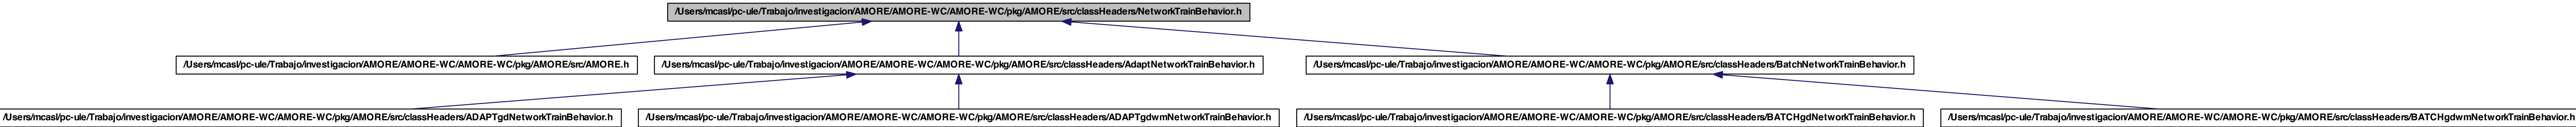 /Users/mcasl/pc-ule/Trabajo/investigacion/AMORE/AMORE-WC/AMORE-WC/pkg/AMORE/src/classHeaders/NetworkTrainBehavior.h
/Users/mcasl/pc-ule/Trabajo/investigacion/AMORE/AMORE-WC/AMORE-WC/pkg/AMORE/src/AMORE.h
/Users/mcasl/pc-ule/Trabajo/investigacion/AMORE/AMORE-WC/AMORE-WC/pkg/AMORE/src/classHeaders/AdaptNetworkTrainBehavior.h
/Users/mcasl/pc-ule/Trabajo/investigacion/AMORE/AMORE-WC/AMORE-WC/pkg/AMORE/src/classHeaders/BatchNetworkTrainBehavior.h
/Users/mcasl/pc-ule/Trabajo/investigacion/AMORE/AMORE-WC/AMORE-WC/pkg/AMORE/src/classHeaders/ADAPTgdNetworkTrainBehavior.h
/Users/mcasl/pc-ule/Trabajo/investigacion/AMORE/AMORE-WC/AMORE-WC/pkg/AMORE/src/classHeaders/ADAPTgdwmNetworkTrainBehavior.h
/Users/mcasl/pc-ule/Trabajo/investigacion/AMORE/AMORE-WC/AMORE-WC/pkg/AMORE/src/classHeaders/BATCHgdNetworkTrainBehavior.h
/Users/mcasl/pc-ule/Trabajo/investigacion/AMORE/AMORE-WC/AMORE-WC/pkg/AMORE/src/classHeaders/BATCHgdwmNetworkTrainBehavior.h